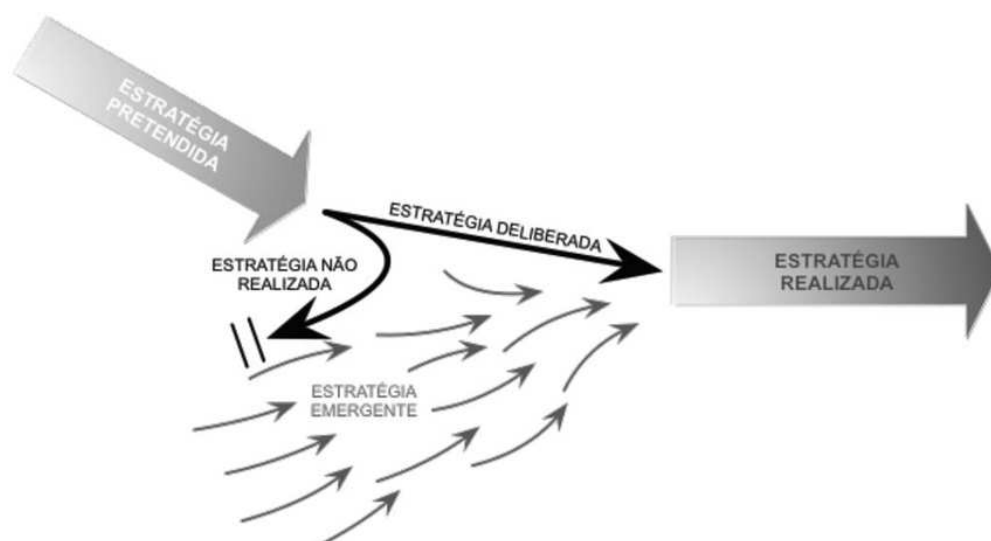 ESTRATÉGIA
PRETENDIDA
ESTRATÉGIA DELIBERADA
ESTRATÉGIA NÃO
REALIZADA
ESTRATÉGIA
REALIZADA
ESTRATÉGIA
EMERGENTE